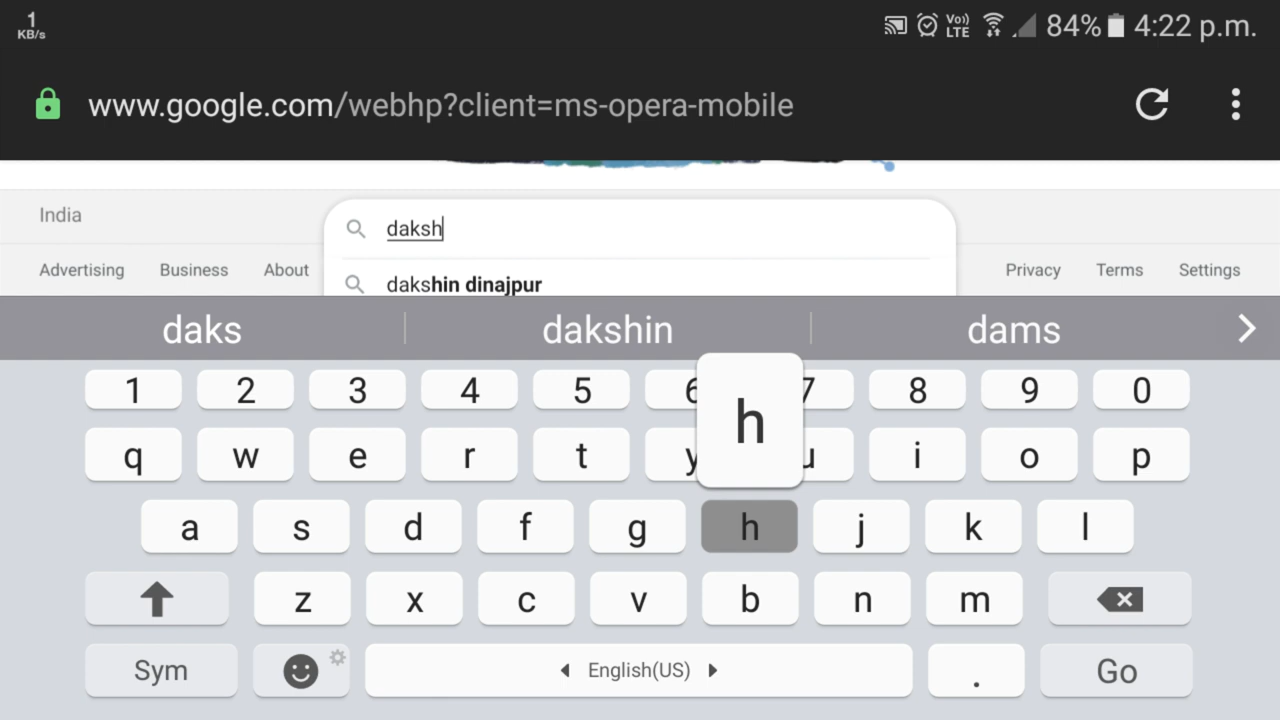 1
KB/s
Vo))
LTE
84% 4:22 p.m.
www.google.com/webhp?client=ms-opera-mobile
India
daksh
Advertising Business About
dakshin dinajpur
Privacy Terms Settings
daks dakshin dams
1 2 3 4 5 6 7 8 9 0
q w e r t y u i o p
h
a s d f g h j k l
z x c v b n m
Sym English(US) . Go